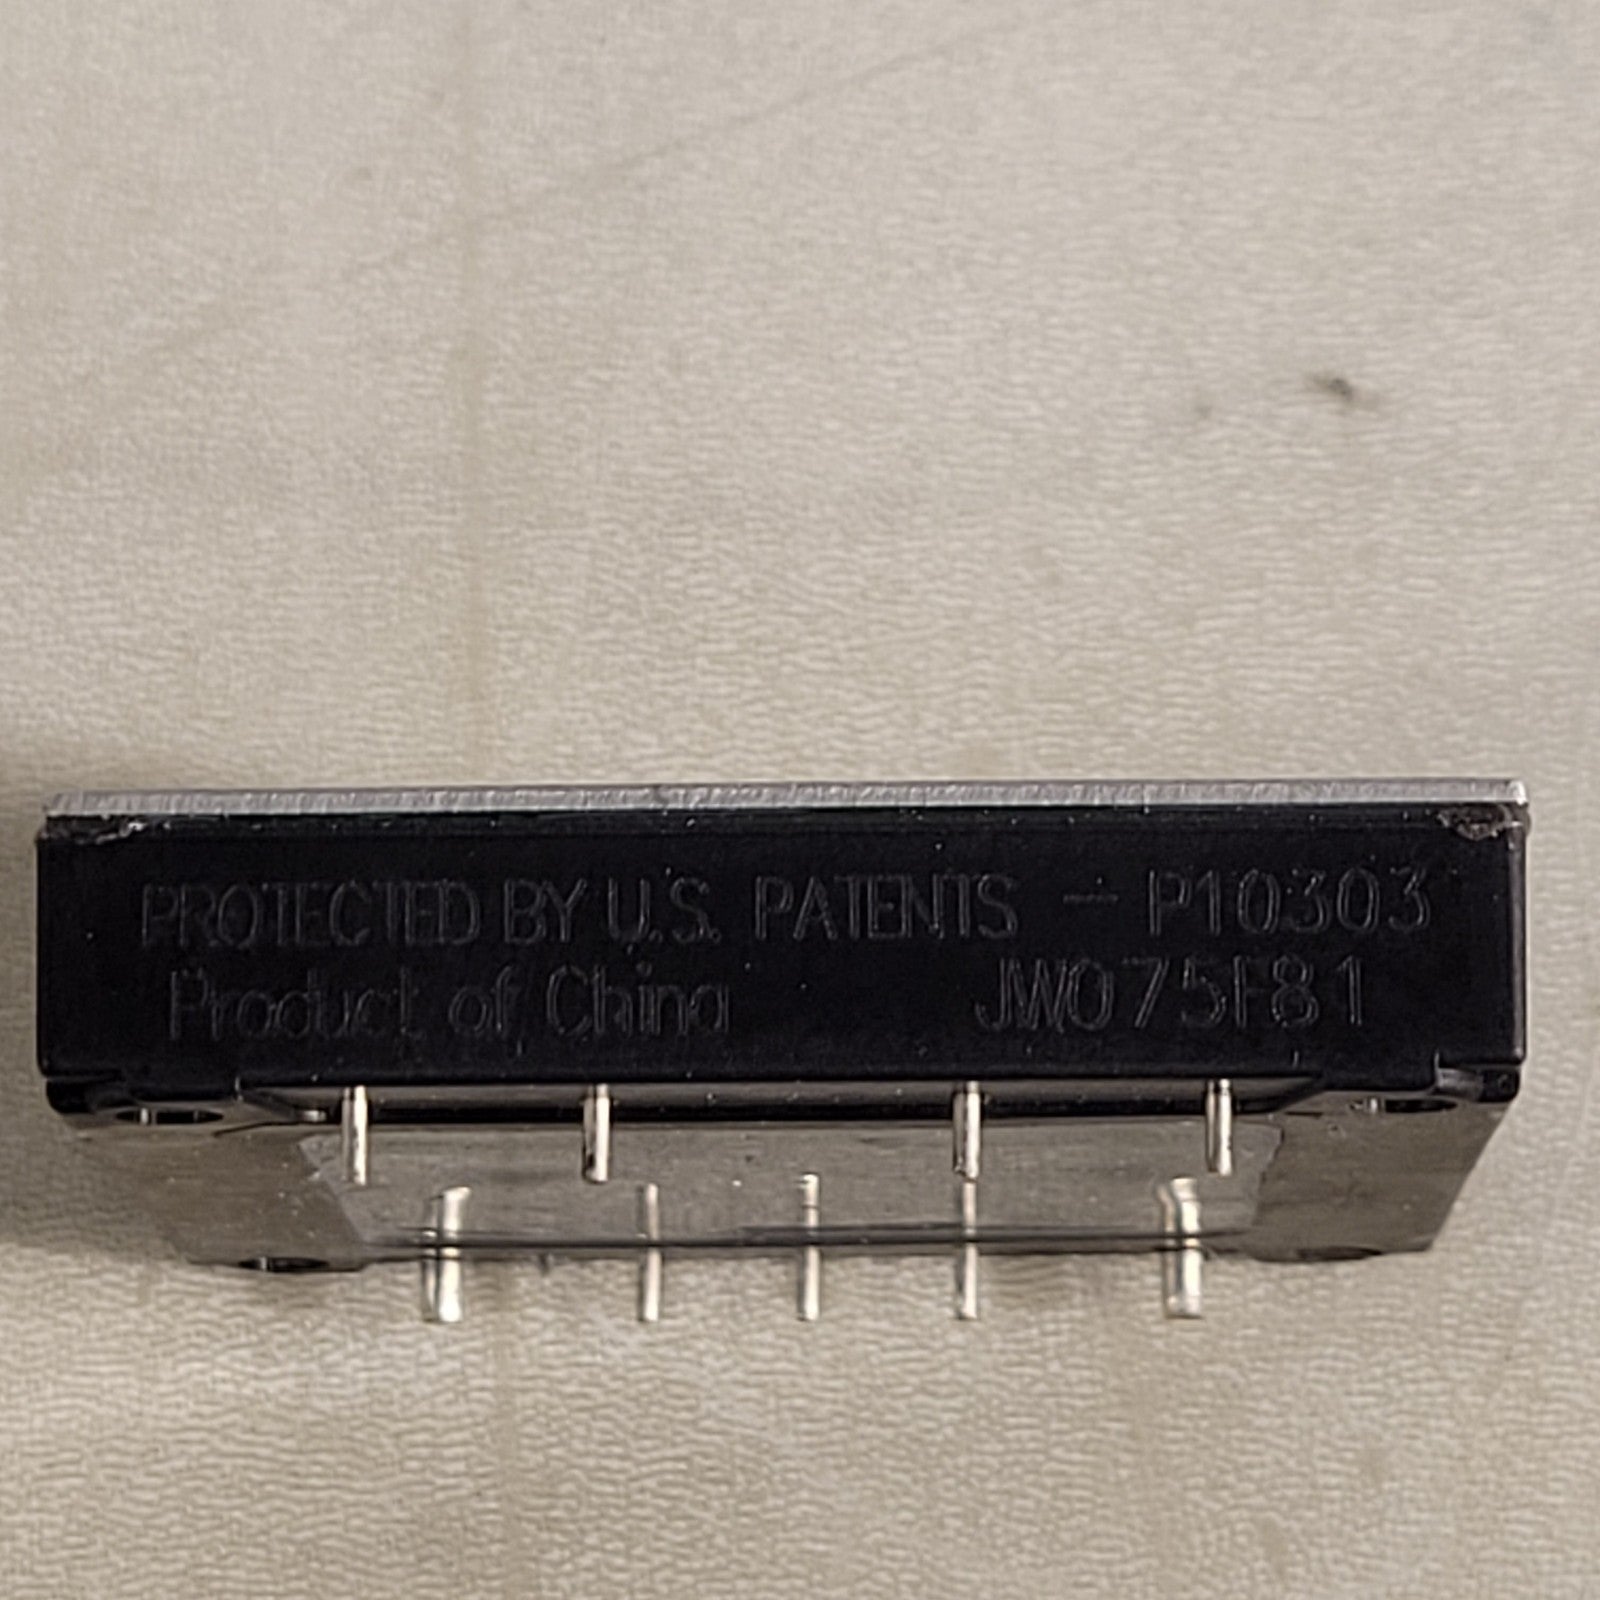 PROTECTED BY U.S. PATENTS - P10303
Product of China JW075F81